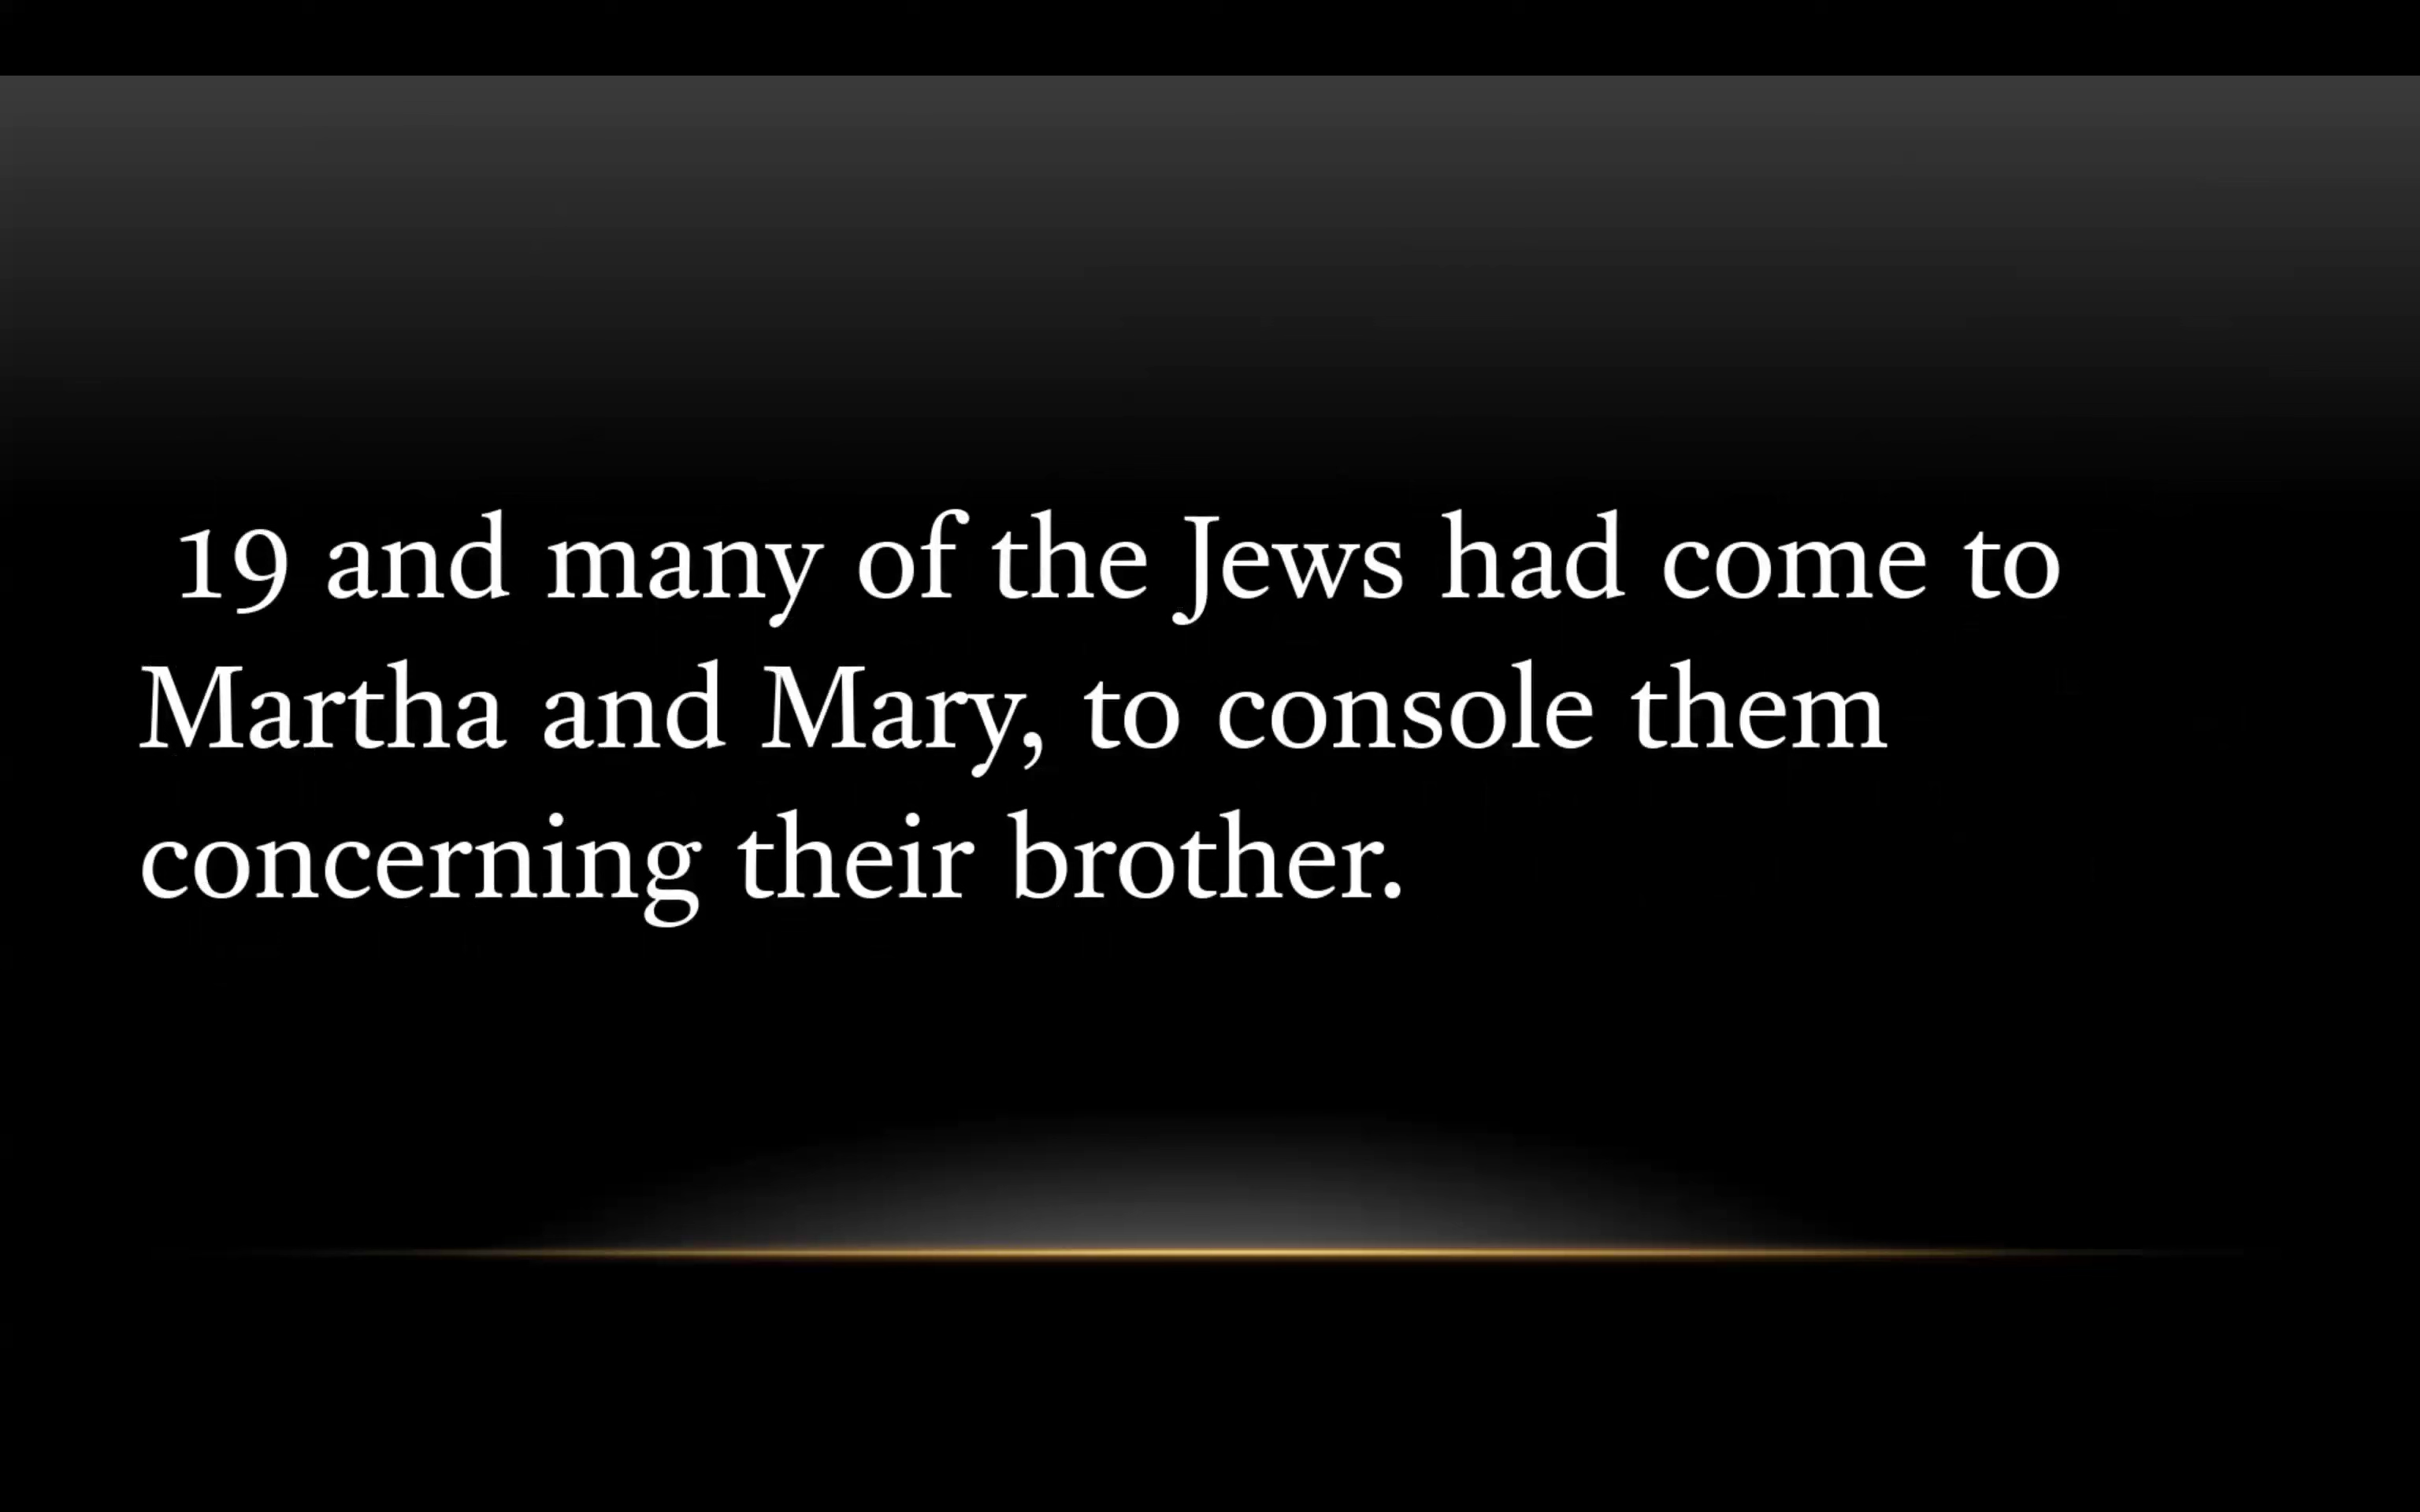 19 and many of the Jews had come to
Martha and Mary, to console them
concerning their brother.